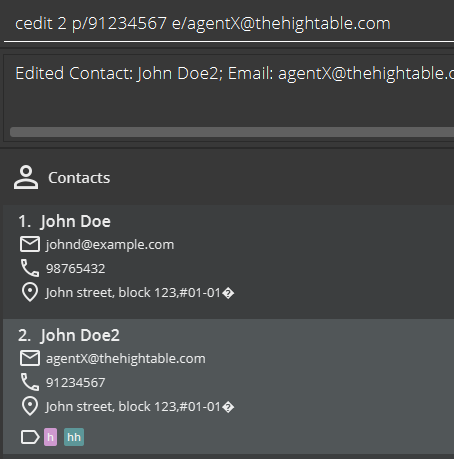 cedit 2 p/91234567 e/agentX@thehightable.com
Edited Contact: John Doe2; Email: agentX@thehightable.c
Contacts
1. John Doe
johnd@example.com
98765432
John street, block 123,#01-01�
2. John Doe2
agentX@thehightable.com
91234567
John street, block 123,#01-01�
h hh